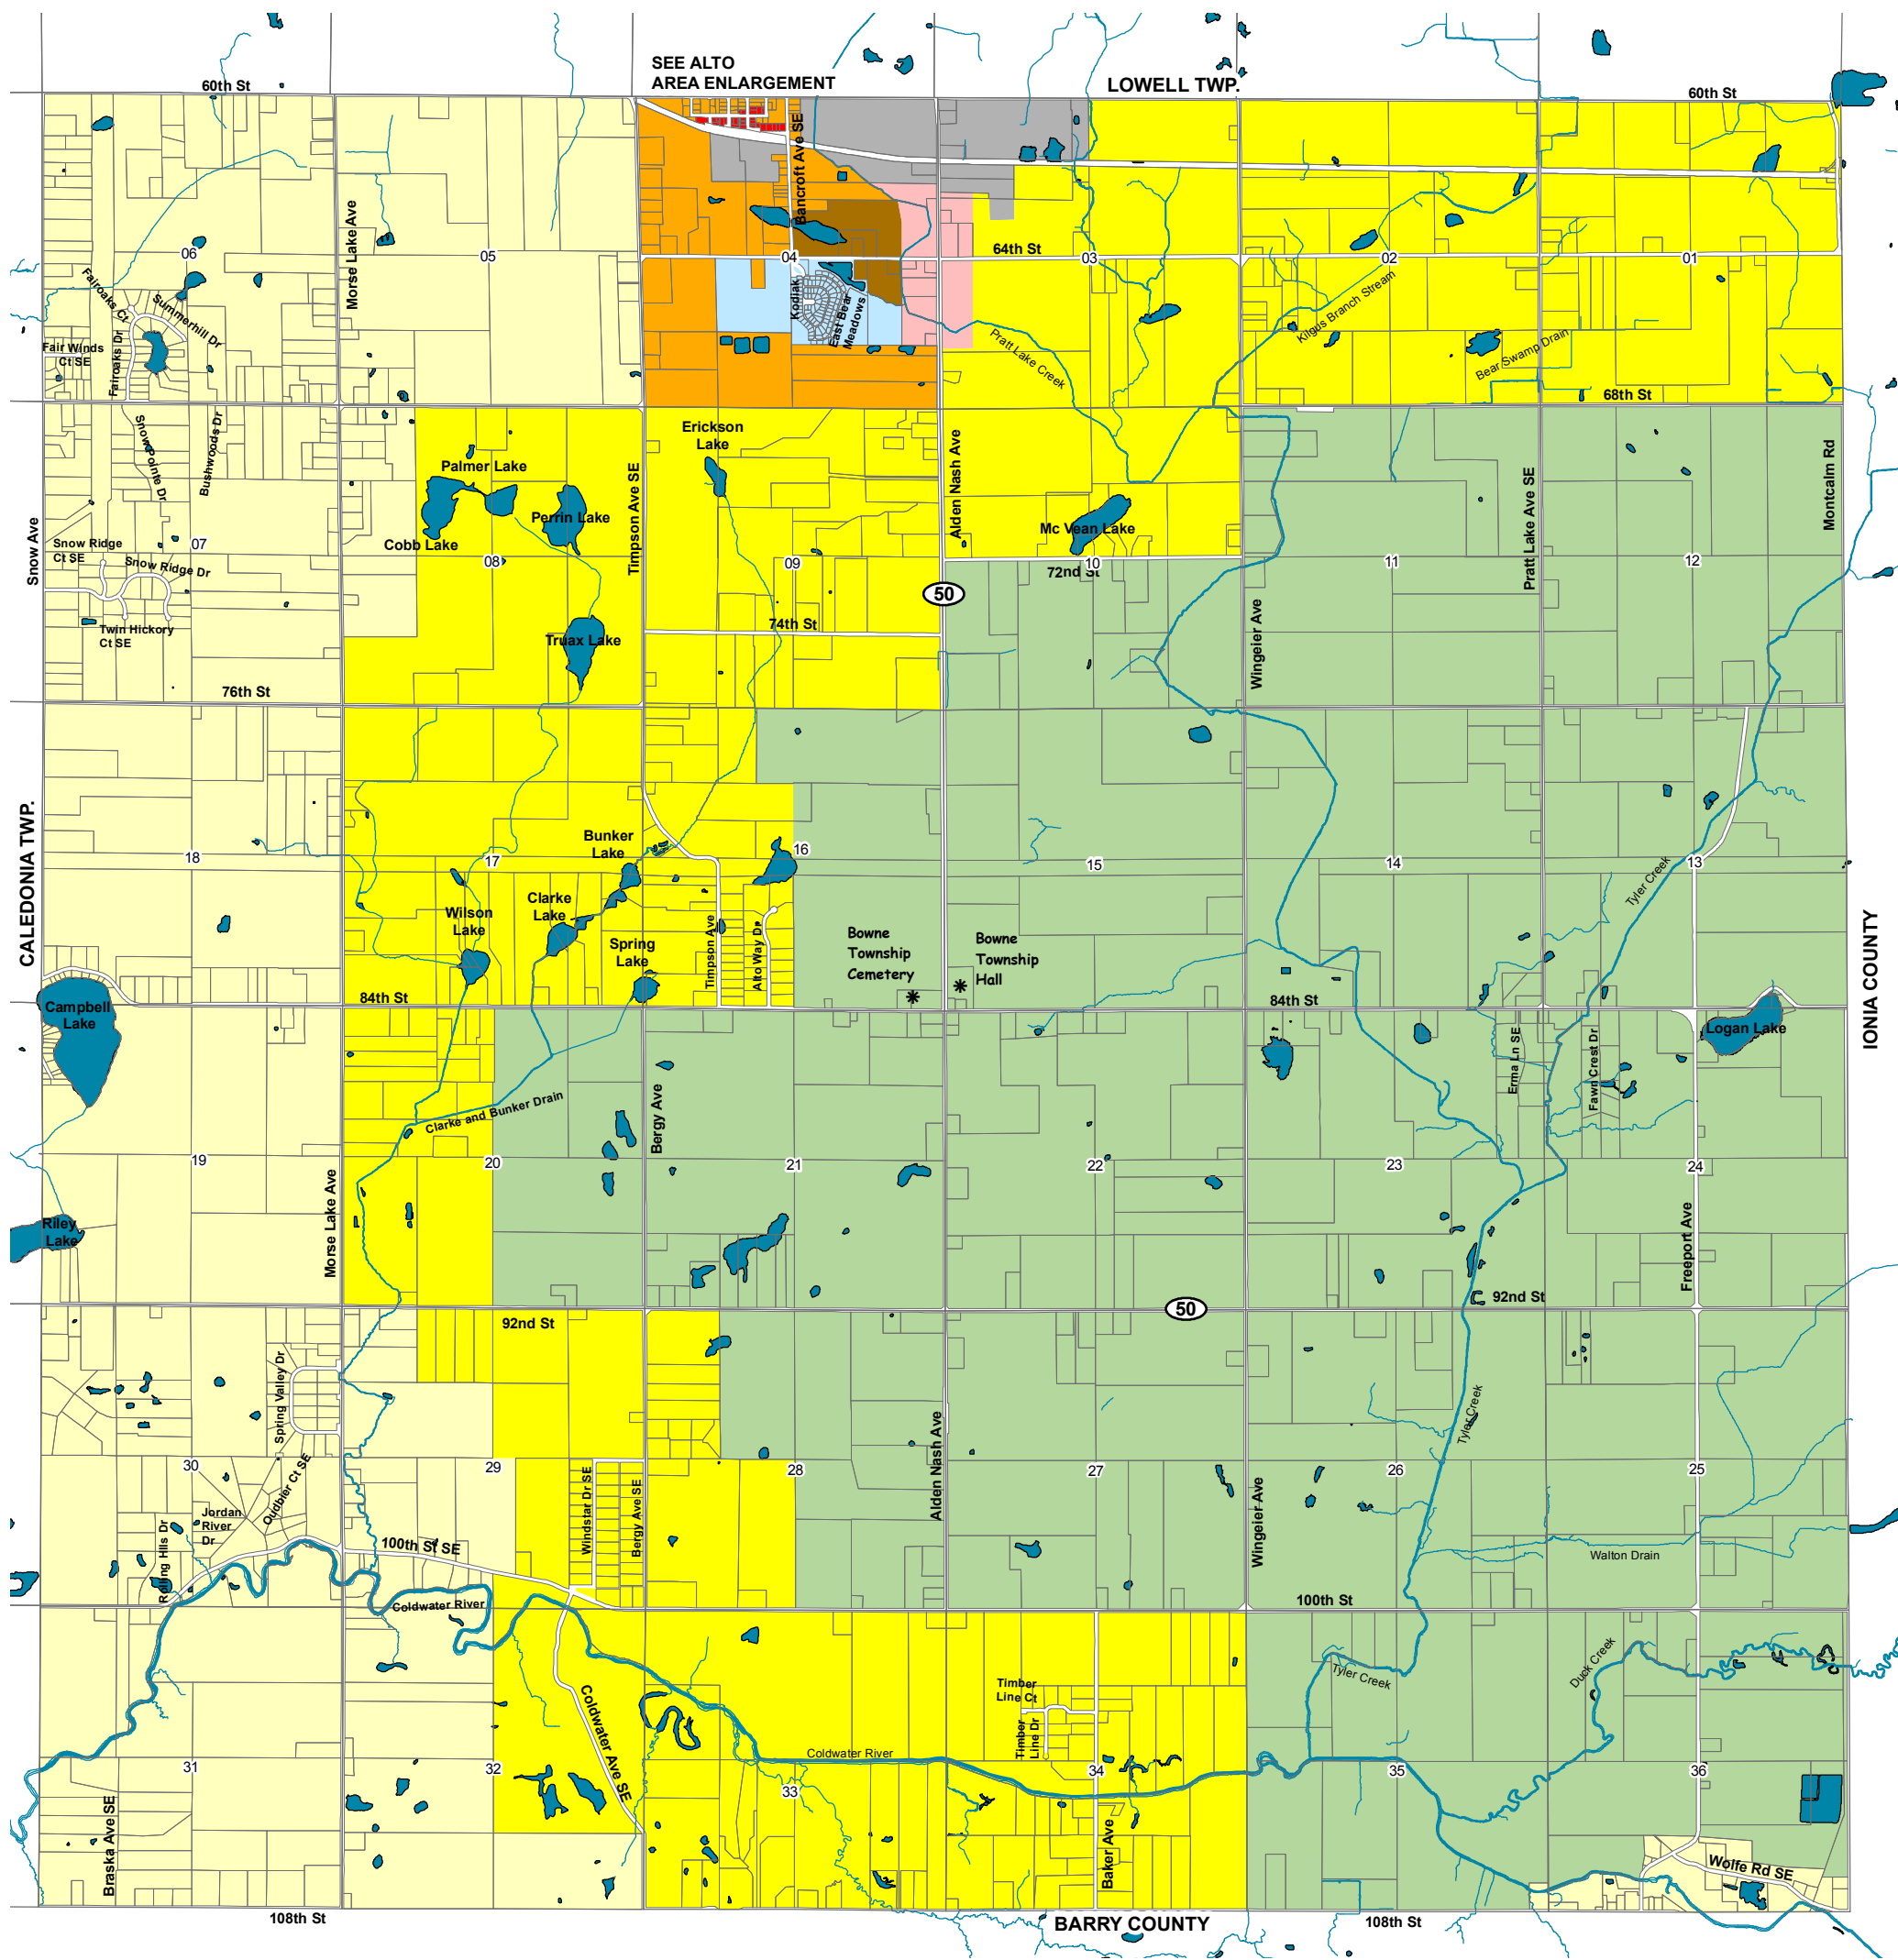 SEE ALTO
AREA ENLARGEMENT
LOWELL TWP.
60th St
60th St
Bancroft Ave SE
Morse Lake Ave
06
05
04
64th St
03
02
01
Fairoaks Ct
Summerhill Dr
Kodiak
East Bear
Meadows
Kilgus Branch Stream
Fair Winds
Ct SE
Fairoaks Dr
Pratt Lake Creek
Bear Swamp Drain
68th St
Snow Pointe Dr
Bushwoods Dr
Erickson
Lake
Alden Nash Ave
Montcalm Rd
Palmer Lake
Timpson Ave SE
Pratt Lake Ave SE
Perrin Lake
Mc Vean Lake
Cobb Lake
Snow Ave
Snow Ridge
Ct SE
07
Snow Ridge Dr
08
09
10
11
12
72nd St
50
Twin Hickory
Ct SE
74th St
Truax Lake
Wingeier Ave
76th St
CALEDONIA TWP.
Bunker
Lake
18
17
16
15
14
13
Tyler Creek
Clarke
Lake
Wilson
Lake
Spring
Lake
Timpson Ave
Alto Way Dr
Bowne
Township
Cemetery
Bowne
Township
Hall
IONIA COUNTY
84th St
84th St
Campbell
Lake
Logan Lake
Erma Ln SE
Fawn Crest Dr
Clarke and Bunker Drain
Bergy Ave
19
20
21
22
23
24
Morse Lake Ave
Riley
Lake
Freeport Ave
92nd St
50
92nd St
Spring Valley Dr
Alden Nash Ave
Tyler Creek
30
29
28
27
26
25
Oldbier Ct SE
Windstar Dr SE
Bergy Ave SE
Wingeier Ave
Jordan
River
Dr
Rolling Hlls Dr
100th St SE
Walton Drain
Coldwater River
100th St
Tyler Creek
Duck Creek
Timber
Line Ct
Timber
Line Dr
Coldwater Ave SE
Coldwater River
31
32
33
34
35
36
Braska Ave SE
Baker Ave
Wolfe Rd SE
108th St
BARRY COUNTY
108th St